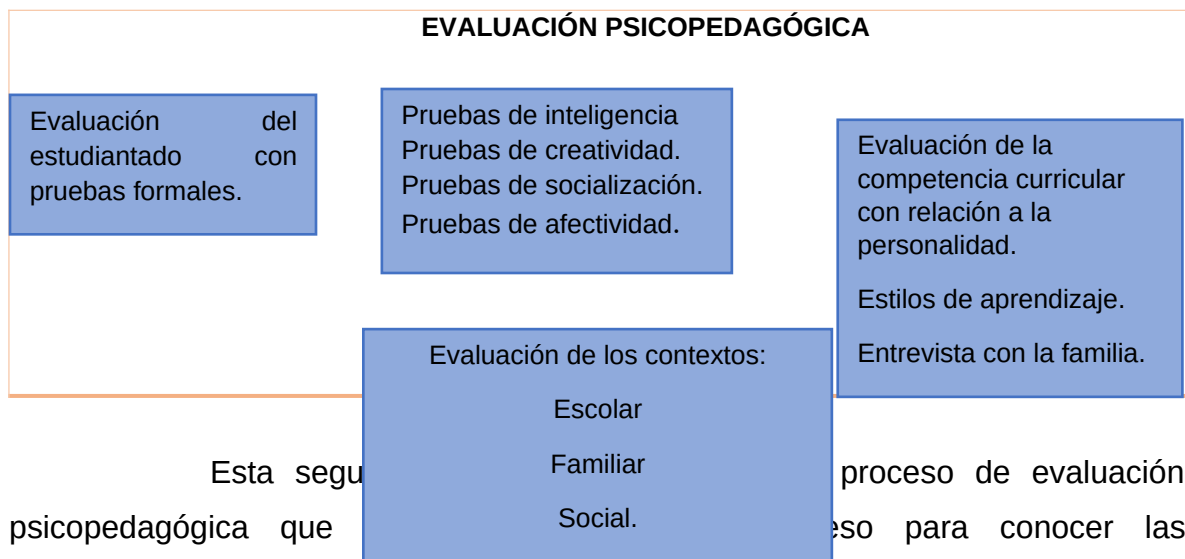 EVALUACIÓN PSICOPEDAGÓGICA
Evaluación del
estudiantado con
pruebas formales.
Pruebas de inteligencia
Pruebas de creatividad.
Pruebas de socialización.
Pruebas de afectividad.
Evaluación de la
competencia curricular
con relación a la
personalidad.
Estilos de aprendizaje.
Entrevista con la familia.
Evaluación de los contextos:
Escolar
Familiar
Social.
Esta proceso de evaluación
psicopedagógica que para conocer las